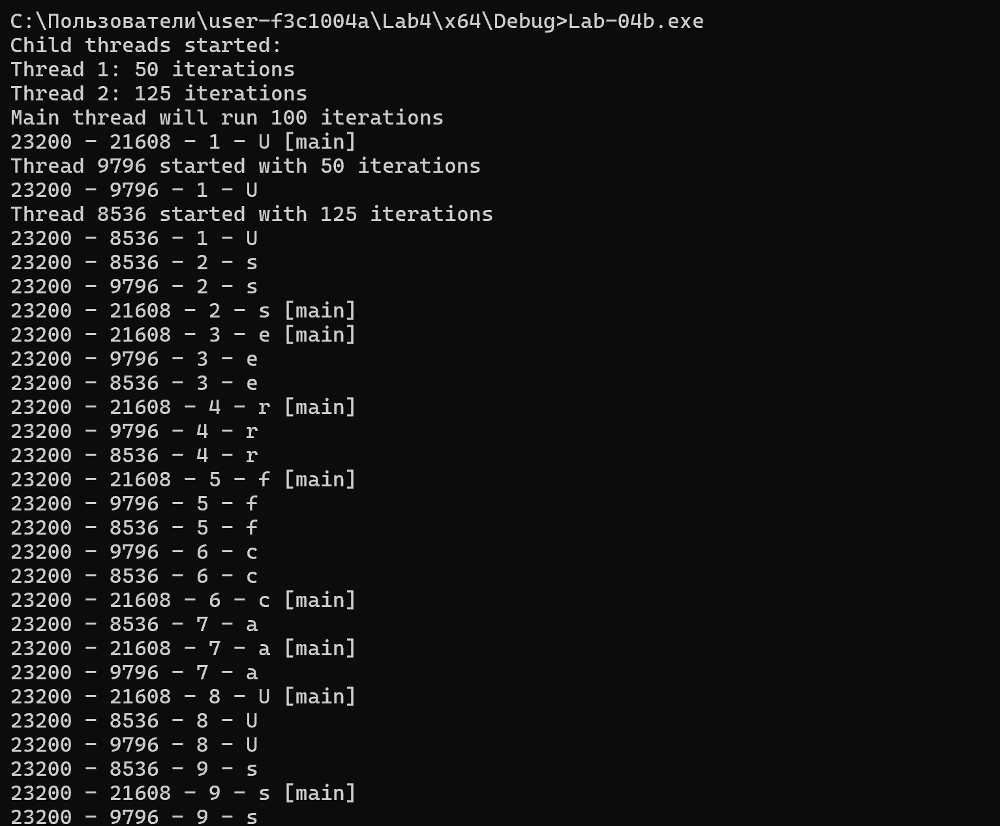 C:\Пользователи\user-f3c1004a\Lab4\x64\Debug>Lab-04b.exe
Child threads started:
Thread 1: 50 iterations
Thread 2: 125 iterations
Main thread will run 100 iterations
23200 - 21608 - 1 - U [main]
Thread 9796 started with 50 iterations
23200 - 9796 - 1 - U
Thread 8536 started with 125 iterations
23200 - 8536 - 1 - U
23200 - 8536 - 2 - s
23200 - 9796 - 2 - s
23200 - 21608 - 2 - s [main]
23200 - 21608 - 3 - e [main]
23200 - 9796 - 3 - e
23200 - 8536 - 3 - e
23200 - 21608 - 4 - r [main]
23200 - 9796 - 4 - r
23200 - 8536 - 4 - r
23200 - 21608 - 5 - f [main]
23200 - 9796 - 5 - f
23200 - 8536 - 5 - f
23200 - 9796 - 6 - c
23200 - 8536 - 6 - c
23200 - 21608 - 6 - c [main]
23200 - 8536 - 7 - a
23200 - 21608 - 7 - a [main]
23200 - 9796 - 7 - a
23200 - 21608 - 8 - U [main]
23200 - 8536 - 8 - U
23200 - 9796 - 8 - U
23200 - 8536 - 9 - s
23200 - 21608 - 9 - s [main]
23200 - 9796 - 9 - s